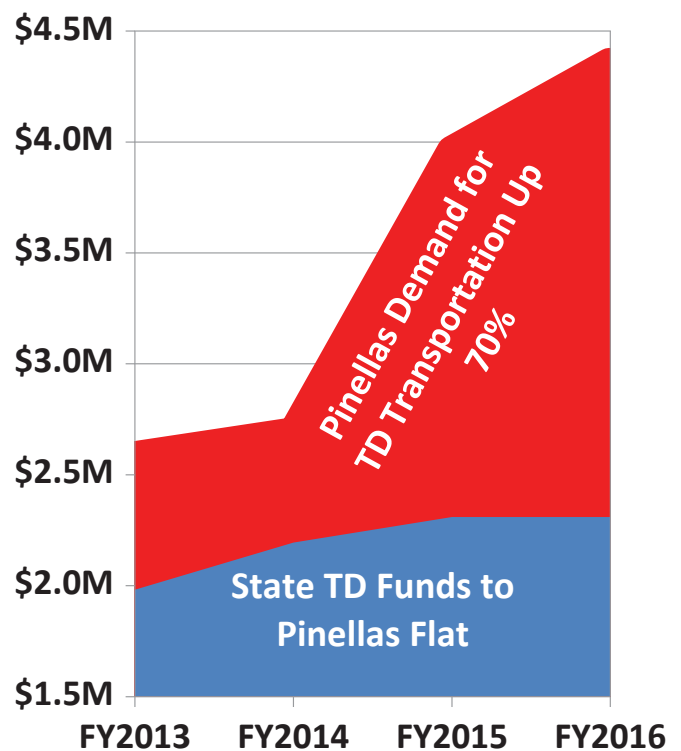 $4.5M
$4.0M
$3.5M
$3.0M
$2.5M
$2.0M
$1.5M
Pinellas Demand for
TD Transportation Up
70%
State TD Funds to
Pinellas Flat
FY2013 FY2014 FY2015 FY2016